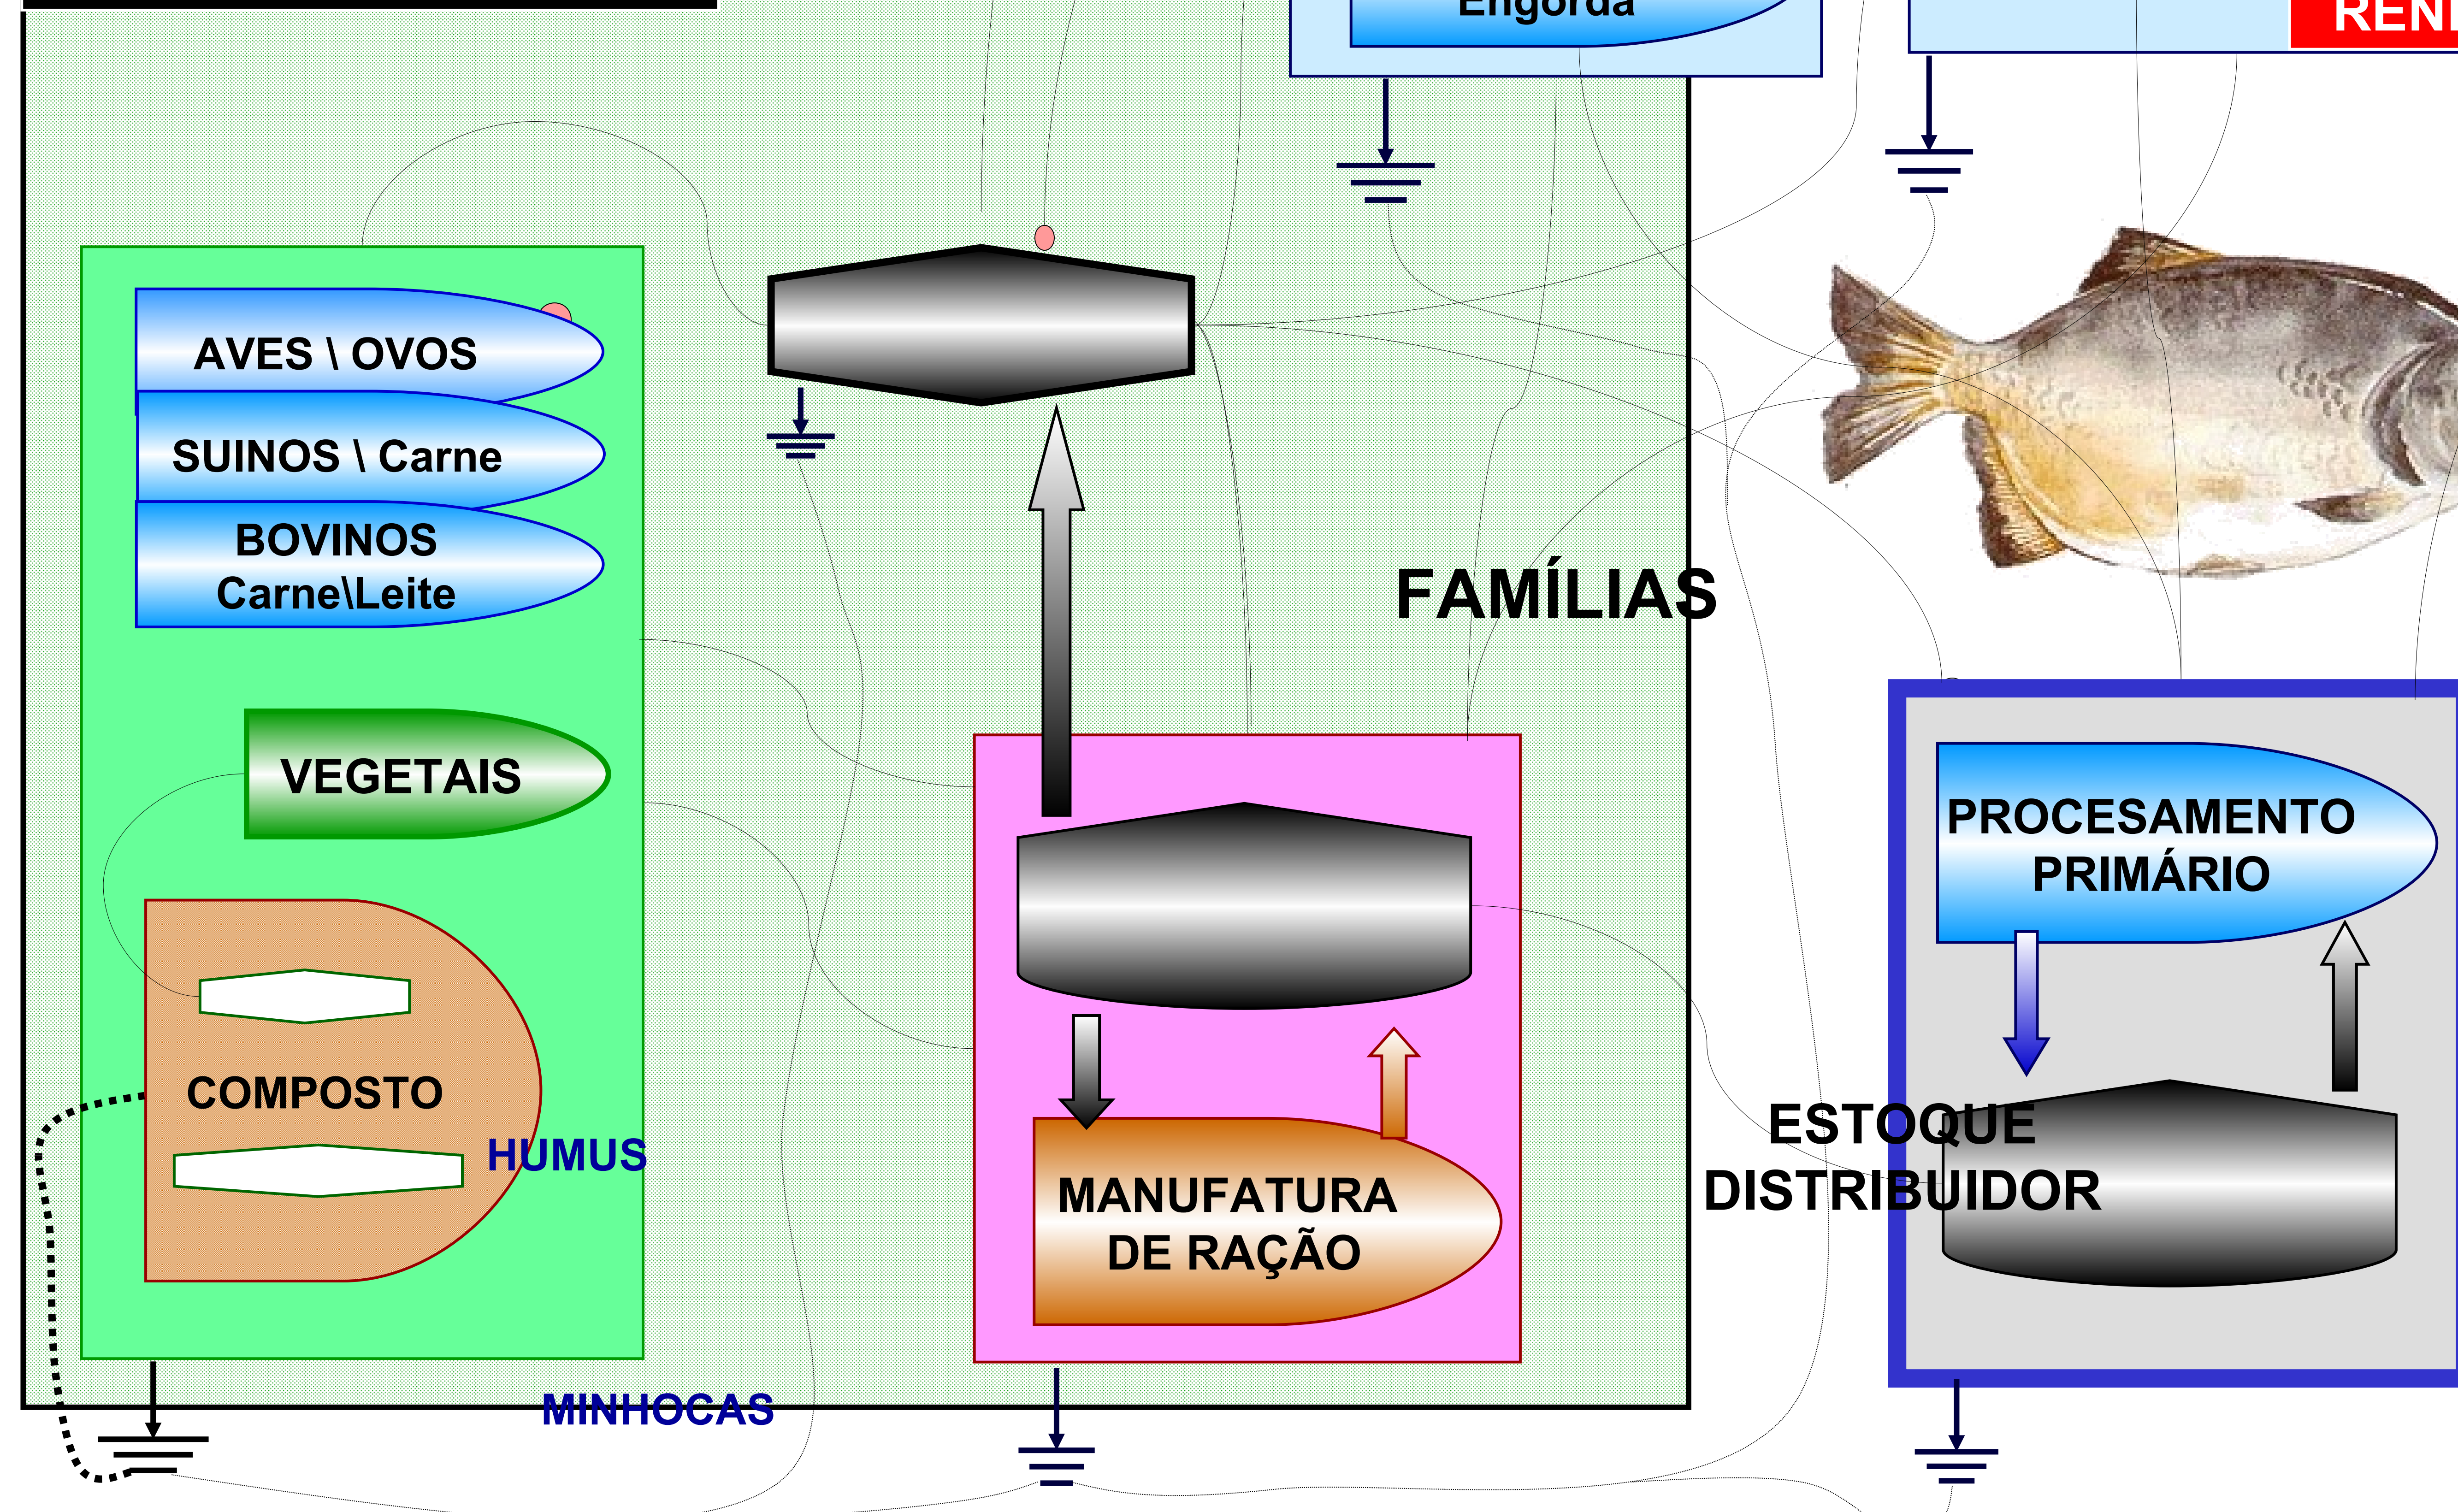 Engorda
AVES \ OVOS
SUINOS \ Carne
BOVINOS
Carne\Leite
FAMÍLIAS
VEGETAIS
PROCESAMENTO
PRIMÁRIO
COMPOSTO
HUMUS
MANUFATURA
DE RAÇÃO
ESTOQUE
DISTRIBUIDOR
MINHOCAS